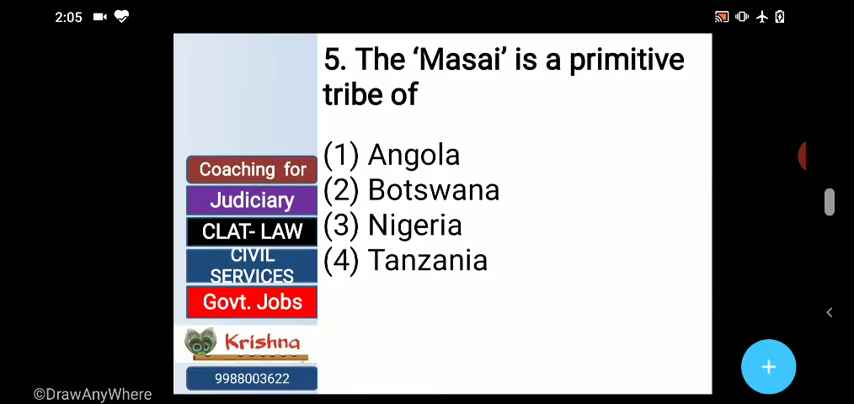 2:05
5. The ‘Masai’ is a primitive
tribe of
(1) Angola
(2) Botswana
(3) Nigeria
(4) Tanzania
Coaching for
Judiciary
CLAT- LAW
CIVIL
SERVICES
Govt. Jobs
Krishna
9988003622
©DrawAnyWhere